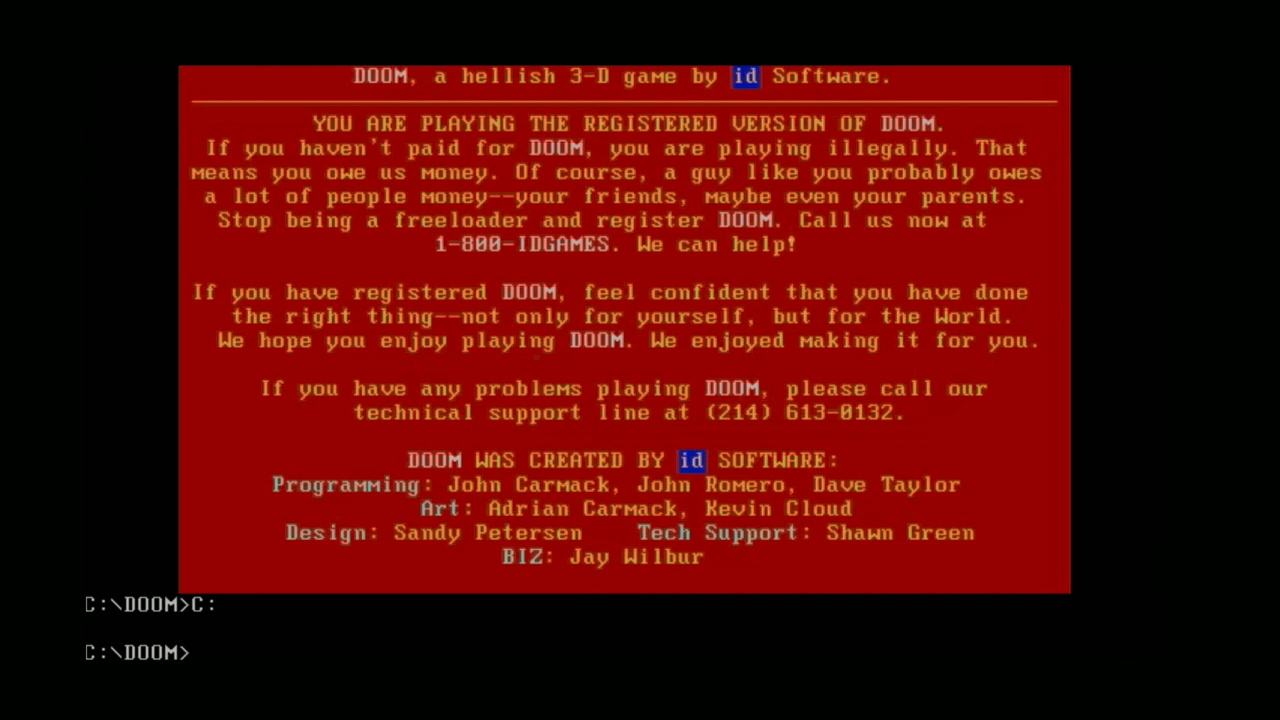 DOOM, a hellish 3-D game by id Software.
YOU ARE PLAYING THE REGISTERED VERSION OF DOOM.
If you haven't paid for DOOM, you are playing illegally. That
means you owe us money. Of course, a guy like you probably owes
a lot of people money--your friends, maybe even your parents.
Stop being a freeloader and register DOOM. Call us now at
1-800-IDGAMES. We can help!
If you have registered DOOM, feel confident that you have done
the right thing--not only for yourself, but for the World.
We hope you enjoy playing DOOM. We enjoyed making it for you.
If you have any problems playing DOOM, please call our
technical support line at (214) 613-0132.
DOOM WAS CREATED BY id SOFTWARE:
Programming: John Carmack, John Romero, Dave Taylor
Art: Adrian Carmack, Kevin Cloud
Design: Sandy Petersen Tech Support: Shawn Green
BIZ: Jay Wilbur
C:\DOOM>C:
C:\DOOM>